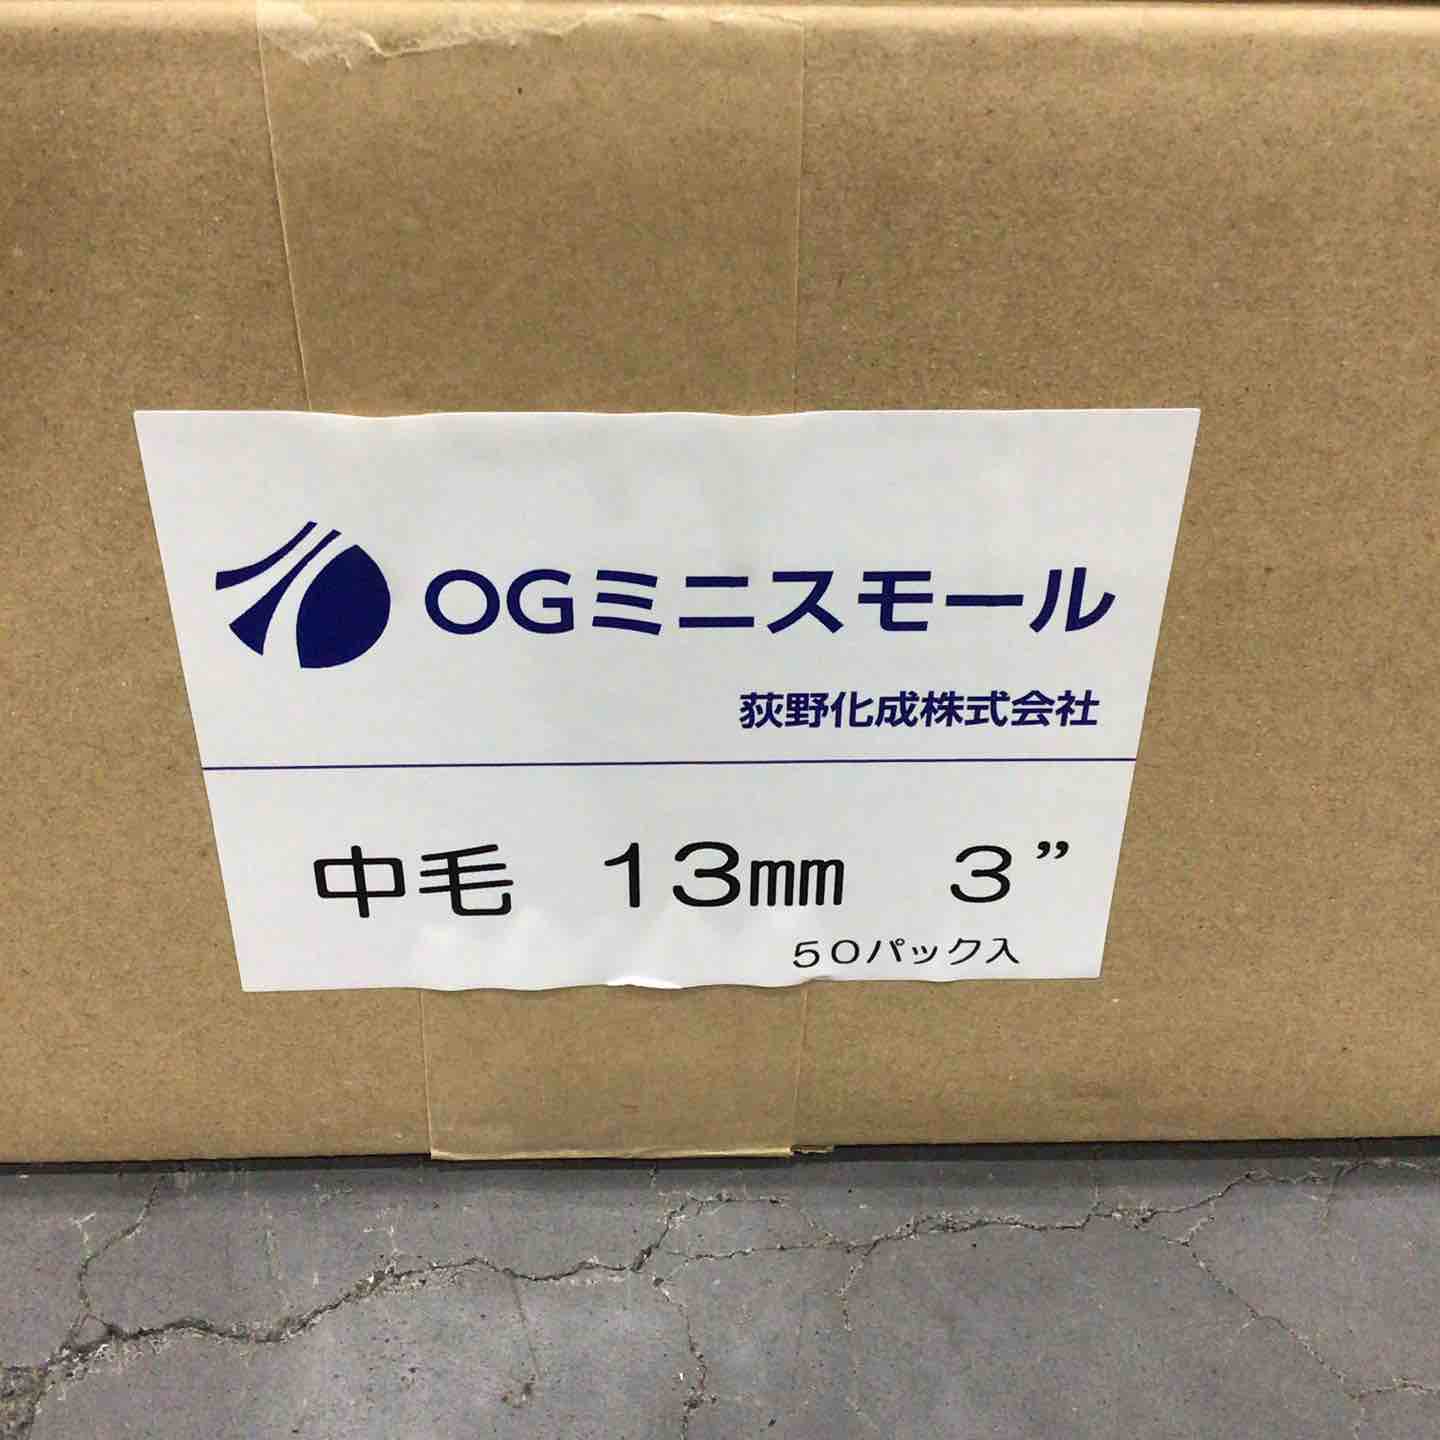 OGミニスモール
荻野化成株式会社
中毛 13mm 3”
50パック入